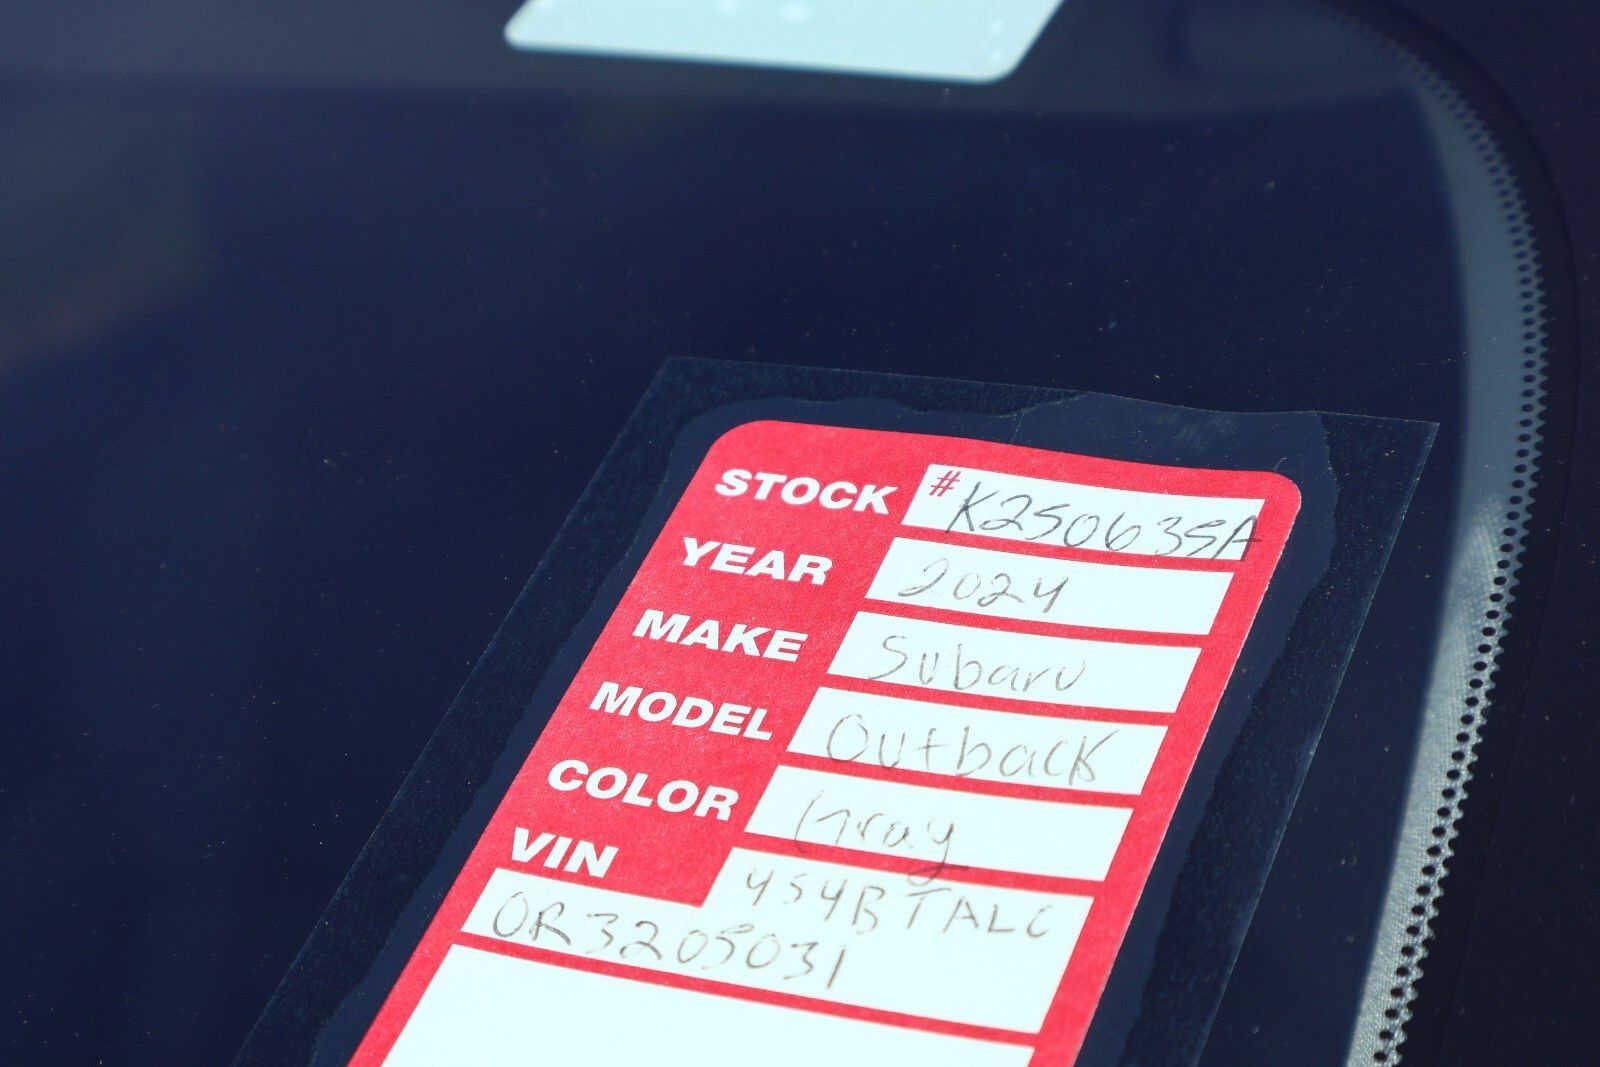 STOCK #K250635A
YEAR 2024
MAKE Subaru
MODEL Outback
COLOR Gray
VIN 4S4BTALC
0R3205031